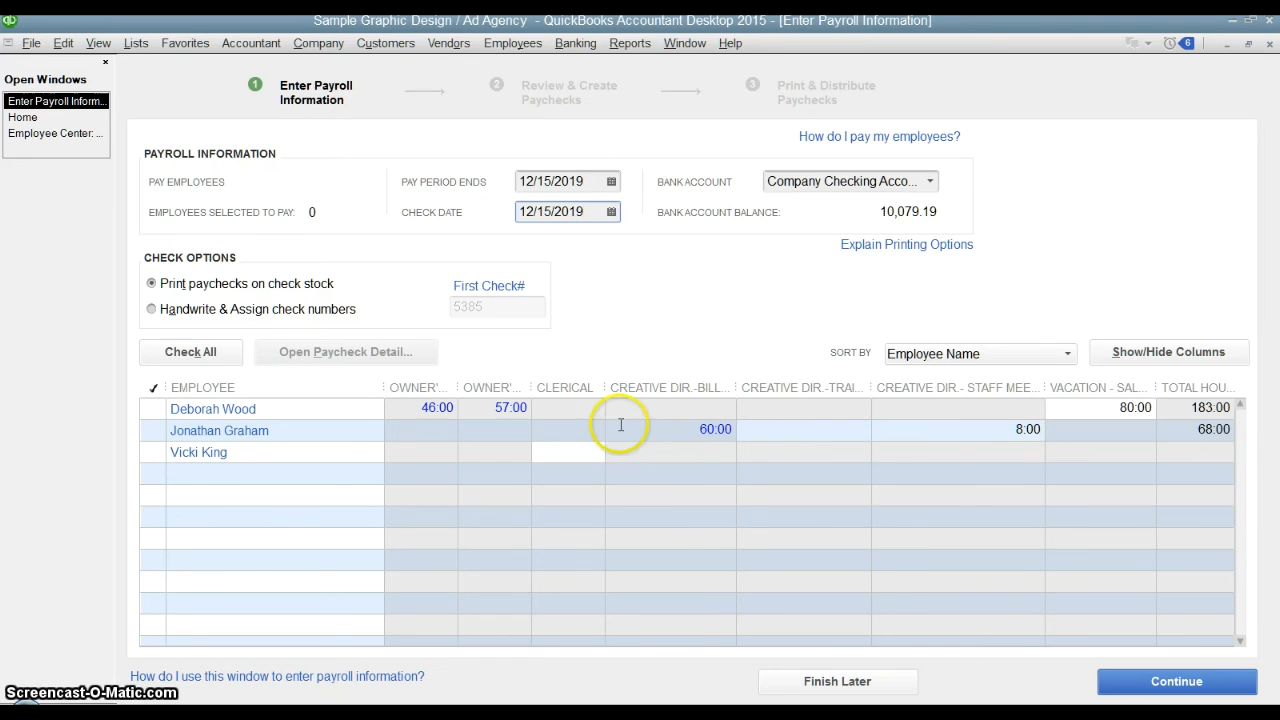 Sample Graphic Design / Ad Agency - QuickBooks Accountant Desktop 2015 - [Enter Payroll Information]
File Edit View Lists Favorites Accountant Company Customers Vendors Employees Banking Reports Window Help 6
Open Windows
Enter Payroll Inform...
Home
Employee Center: ...
1 Enter Payroll Information
2 Review & Create Paychecks
3 Print & Distribute Paychecks
How do I pay my employees?
PAYROLL INFORMATION
PAY EMPLOYEES PAY PERIOD ENDS 12/15/2019 BANK ACCOUNT Company Checking Acco...
EMPLOYEES SELECTED TO PAY: 0 CHECK DATE 12/15/2019 BANK ACCOUNT BALANCE: 10,079.19
Explain Printing Options
CHECK OPTIONS
Print paychecks on check stock First Check#
Handwrite & Assign check numbers 5385
Check All Open Paycheck Detail... SORT BY Employee Name Show/Hide Columns
EMPLOYEE OWNER'... OWNER'... CLERICAL CREATIVE DIR.-BILL... CREATIVE DIR.-TRAI... CREATIVE DIR.- STAFF MEE... VACATION - SAL... TOTAL HOU...
Deborah Wood 46:00 57:00 80:00 183:00
Jonathan Graham 60:00 8:00 68:00
Vicki King
How do I use this window to enter payroll information? Finish Later Continue
Screencast-O-Matic.com